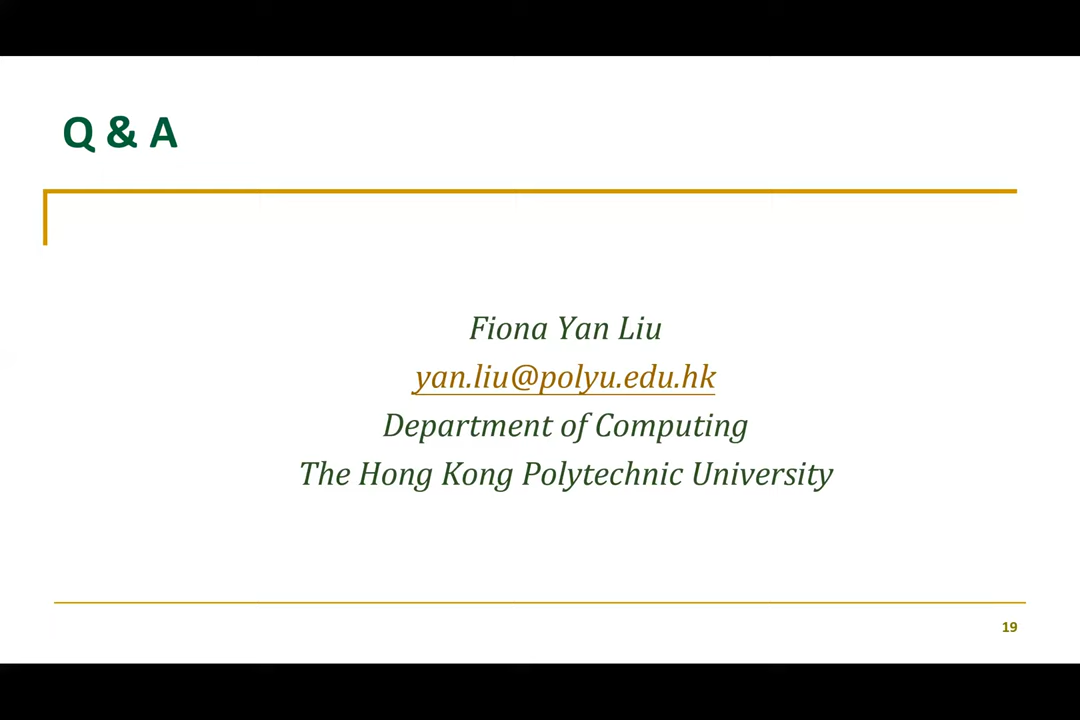 Q & A
Fiona Yan Liu
yan.liu@polyu.edu.hk
Department of Computing
The Hong Kong Polytechnic University
19